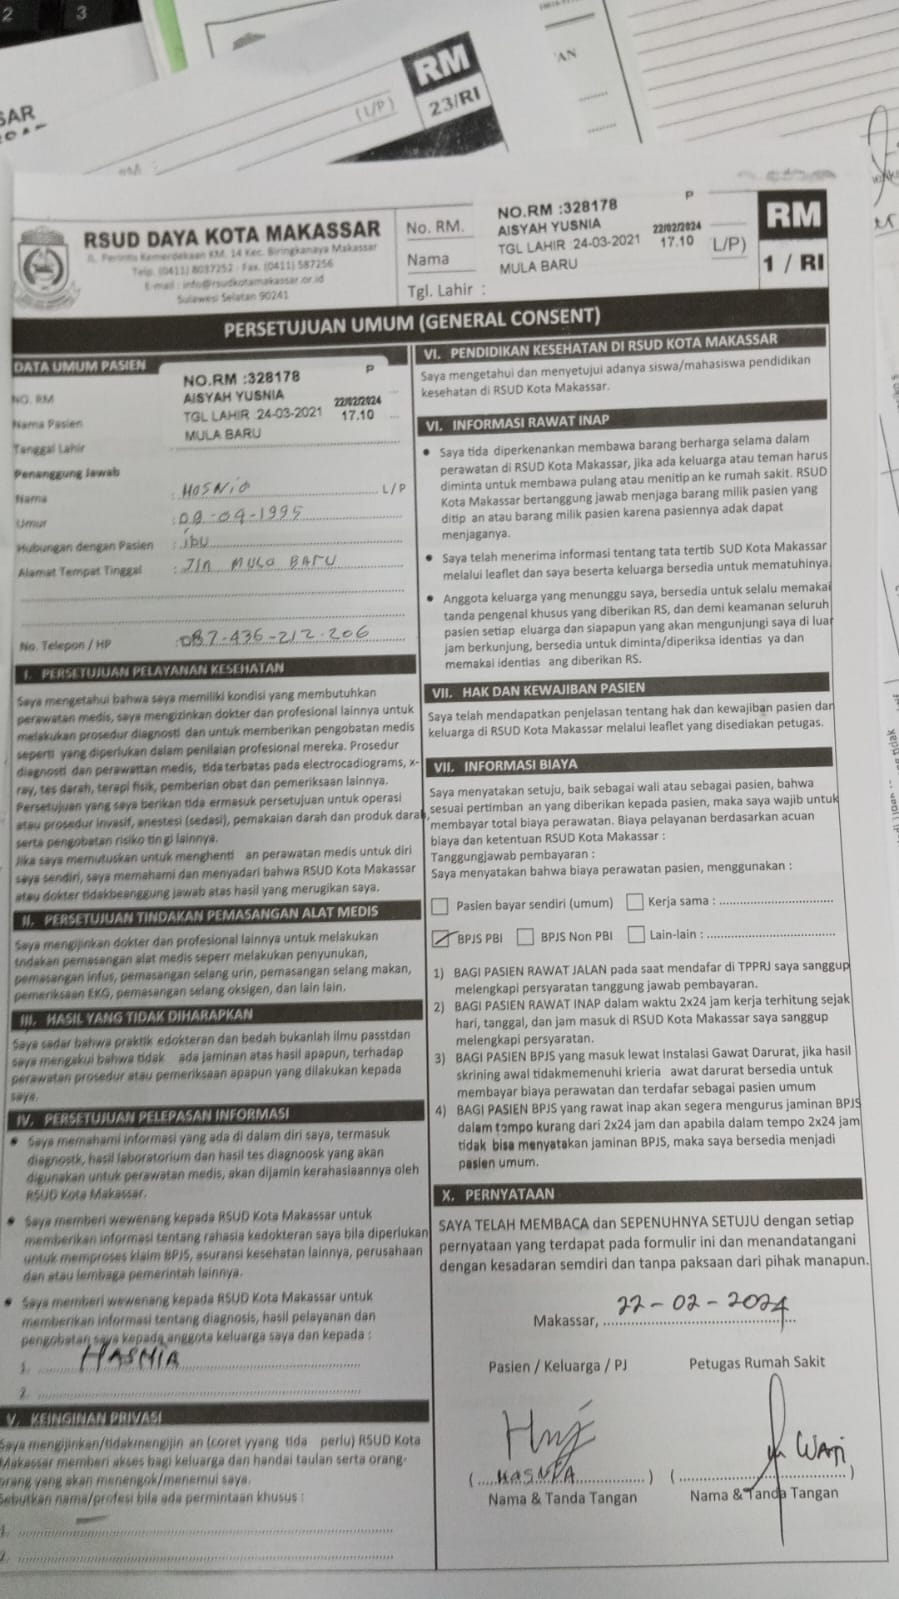 2
3
SAR
RM
23/RI
(L/P)
AN
RSUD DAYA KOTA MAKASSAR
Jl. Perintis Kemerdekaan KM. 14 Kec. Biringkanaya Makassar
Telp. (0411) 8037252 - Fax. (0411) 587256
E-mail : info@rsudkotamakassar.or.id
Sulawesi Selatan 90241
No. RM.
Nama
Tgl. Lahir :
NO.RM :328178
P
AISYAH YUSNIA
22/02/2024
TGL LAHIR :24-03-2021
17.10
L/P)
MULA BARU
RM
1 / RI
PERSETUJUAN UMUM (GENERAL CONSENT)
DATA UMUM PASIEN
NO. RM
Nama Pasien
Tanggal Lahir
NO.RM :328178 P
AISYAH YUSNIA 22/02/2024
TGL LAHIR :24-03-2021 17.10
MULA BARU
Penanggung Jawab
Nama : HASNIA L/P
Umur : 09-09-1995
Hubungan dengan Pasien : ibu
Alamat Tempat Tinggal : Jln MULA BARU
No. Telepon / HP : 087-436-212-206
I. PERSETUJUAN PELAYANAN KESEHATAN
Saya mengetahui bahwa saya memiliki kondisi yang membutuhkan
perawatan medis, saya mengizinkan dokter dan profesional lainnya untuk
melakukan prosedur diagnosti dan untuk memberikan pengobatan medis
seperti yang diperlukan dalam penilaian profesional mereka. Prosedur
diagnosti dan perawattan medis, tida terbatas pada electrocadiograms, x-
ray, tes darah, terapi fisik, pemberian obat dan pemeriksaan lainnya.
Persetujuan yang saya berikan tida ermasuk persetujuan untuk operasi
atau prosedur invasif, anestesi (sedasi), pemakaian darah dan produk darah,
serta pengobatan risiko tin gi lainnya.
Jika saya memutuskan untuk menghenti an perawatan medis untuk diri
saya sendiri, saya memahami dan menyadari bahwa RSUD Kota Makassar
atau dokter tidakbeanggung jawab atas hasil yang merugikan saya.
II. PERSETUJUAN TINDAKAN PEMASANGAN ALAT MEDIS
Saya mengijinkan dokter dan profesional lainnya untuk melakukan
tndakan pemasangan alat medis seperr melakukan penyunukan,
pemasangan infus, pemasangan selang urin, pemasangan selang makan,
pemeriksaan EKG, pemasangan selang oksigen, dan lain lain.
III. HASIL YANG TIDAK DIHARAPKAN
Saya sadar bahwa praktik edokteran dan bedah bukanlah ilmu passtdan
saya mengakui bahwa tidak ada jaminan atas hasil apapun, terhadap
perawatan prosedur atau pemeriksaan apapun yang dilakukan kepada
saya.
IV. PERSETUJUAN PELEPASAN INFORMASI
• Saya memahami informasi yang ada di dalam diri saya, termasuk
diagnostk, hasil laboratorium dan hasil tes diagnoosk yang akan
digunakan untuk perawatan medis, akan dijamin kerahasiaannya oleh
RSUD Kota Makassar.
• Saya memberi wewenang kepada RSUD Kota Makassar untuk
memberikan informasi tentang rahasia kedokteran saya bila diperlukan
untuk memproses klaim BPJS, asuransi kesehatan lainnya, perusahaan
dan atau lembaga pemerintah lainnya.
• Saya memberi wewenang kepada RSUD Kota Makassar untuk
memberikan informasi tentang diagnosis, hasil pelayanan dan
pengobatan saya kepada anggota keluarga saya dan kepada :
1. HASNIA
2.
V. KEINGINAN PRIVASI
Saya mengijinkan/tidakmengijin an (coret yyang tida perlu) RSUD Kota
Makassar memberi akses bagi keluarga dan handai taulan serta orang-
orang yang akan menengok/menemui saya.
Sebutkan nama/profesi bila ada permintaan khusus :
1.
2.
VI. PENDIDIKAN KESEHATAN DI RSUD KOTA MAKASSAR
Saya mengetahui dan menyetujui adanya siswa/mahasiswa pendidikan
kesehatan di RSUD Kota Makassar.
VI. INFORMASI RAWAT INAP
• Saya tida diperkenankan membawa barang berharga selama dalam
perawatan di RSUD Kota Makassar, jika ada keluarga atau teman harus
diminta untuk membawa pulang atau menitip an ke rumah sakit. RSUD
Kota Makassar bertanggung jawab menjaga barang milik pasien yang
ditip an atau barang milik pasien karena pasiennya adak dapat
menjaganya.
• Saya telah menerima informasi tentang tata tertib SUD Kota Makassar
melalui leaflet dan saya beserta keluarga bersedia untuk mematuhinya.
• Anggota keluarga yang menunggu saya, bersedia untuk selalu memakai
tanda pengenal khusus yang diberikan RS, dan demi keamanan seluruh
pasien setiap eluarga dan siapapun yang akan mengunjungi saya di luar
jam berkunjung, bersedia untuk diminta/diperiksa identias ya dan
memakai identias ang diberikan RS.
VII. HAK DAN KEWAJIBAN PASIEN
Saya telah mendapatkan penjelasan tentang hak dan kewajiban pasien dan
keluarga di RSUD Kota Makassar melalui leaflet yang disediakan petugas.
VII. INFORMASI BIAYA
Saya menyatakan setuju, baik sebagai wali atau sebagai pasien, bahwa
sesuai pertimban an yang diberikan kepada pasien, maka saya wajib untuk
membayar total biaya perawatan. Biaya pelayanan berdasarkan acuan
biaya dan ketentuan RSUD Kota Makassar :
Tanggungjawab pembayaran :
Saya menyatakan bahwa biaya perawatan pasien, menggunakan :
Pasien bayar sendiri (umum) Kerja sama :
BPJS PBI BPJS Non PBI Lain-lain :
1) BAGI PASIEN RAWAT JALAN pada saat mendafar di TPPRJ saya sanggup
melengkapi persyaratan tanggung jawab pembayaran.
2) BAGI PASIEN RAWAT INAP dalam waktu 2x24 jam kerja terhitung sejak
hari, tanggal, dan jam masuk di RSUD Kota Makassar saya sanggup
melengkapi persyaratan.
3) BAGI PASIEN BPJS yang masuk lewat Instalasi Gawat Darurat, jika hasil
skrining awal tidakmemenuhi krieria awat darurat bersedia untuk
membayar biaya perawatan dan terdafar sebagai pasien umum
4) BAGI PASIEN BPJS yang rawat inap akan segera mengurus jaminan BPJS
dalam tampo kurang dari 2x24 jam dan apabila dalam tempo 2x24 jam
tidak bisa menyatakan jaminan BPJS, maka saya bersedia menjadi
pasien umum.
X. PERNYATAAN
SAYA TELAH MEMBACA dan SEPENUHNYA SETUJU dengan setiap
pernyataan yang terdapat pada formulir ini dan menandatangani
dengan kesadaran semdiri dan tanpa paksaan dari pihak manapun.
Makassar, 22-02-2024
Pasien / Keluarga / PJ Petugas Rumah Sakit
WATI
(HASNIA) ( )
Nama & Tanda Tangan Nama & Tanda Tangan